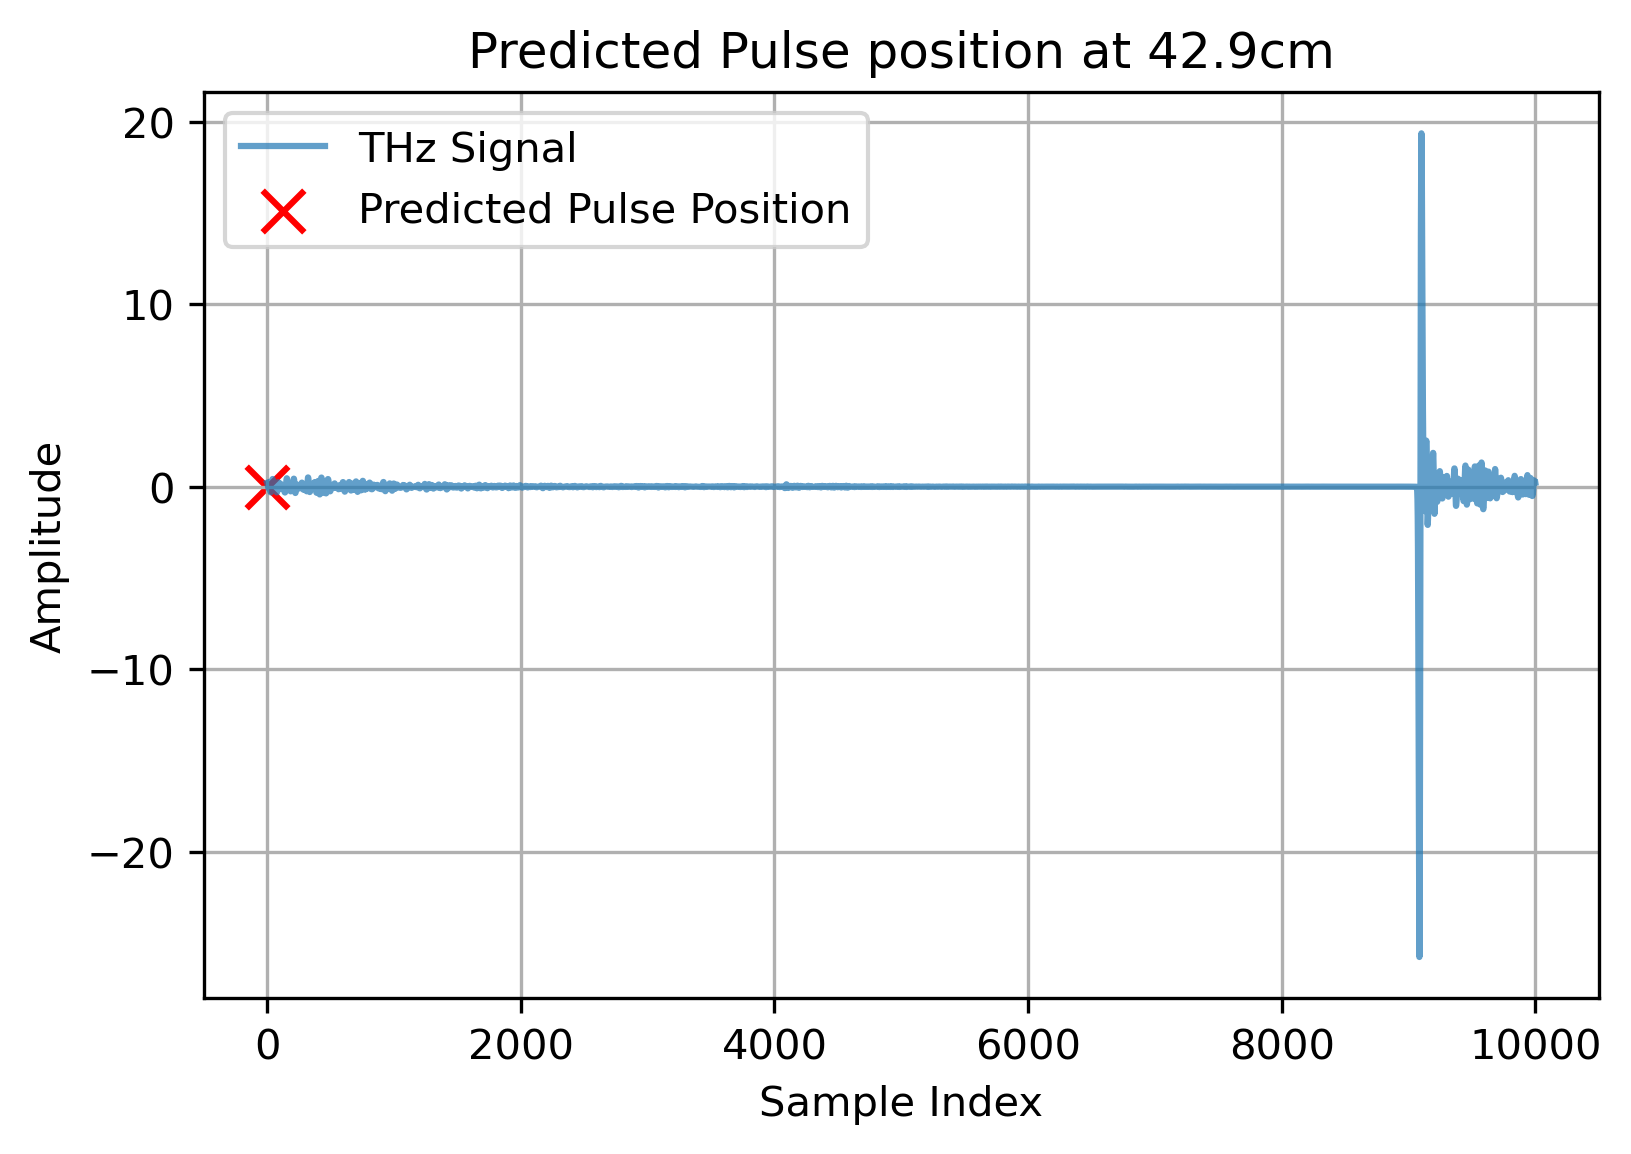 Predicted Pulse position at 42.9cm
THz Signal
Predicted Pulse Position
20
10
0
−10
−20
Amplitude
0 2000 4000 6000 8000 10000
Sample Index